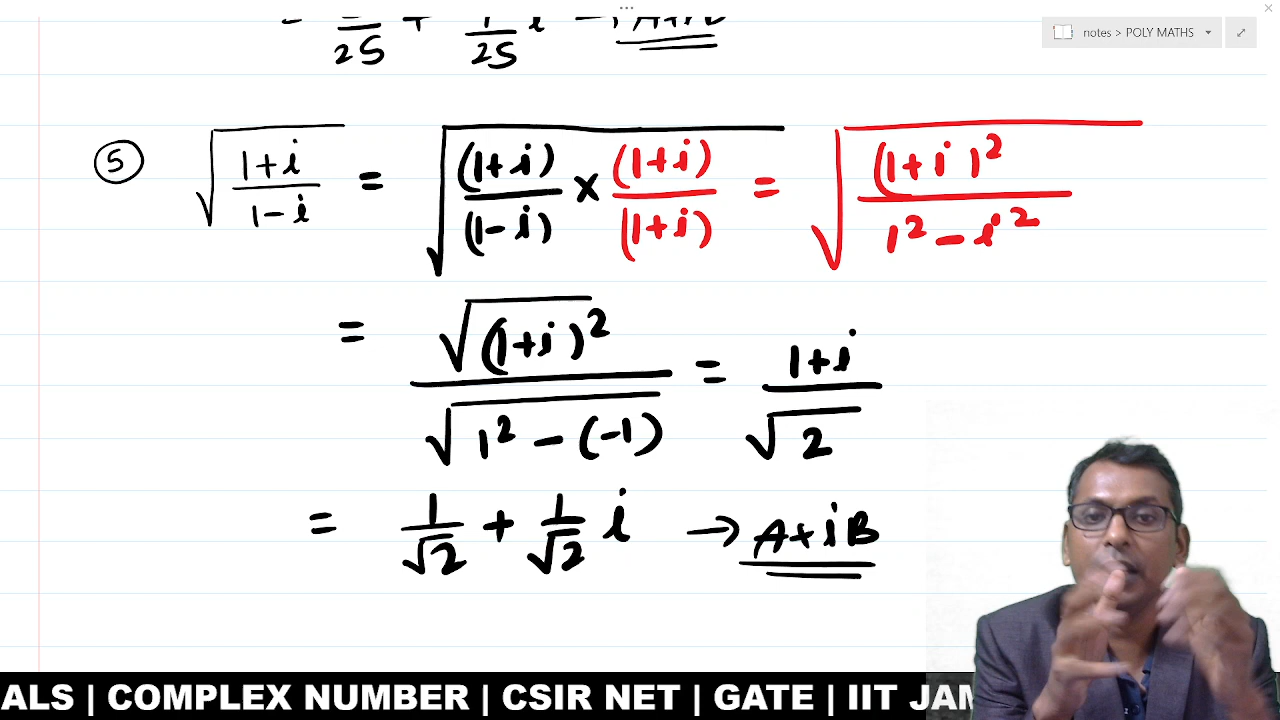 notes > POLY MATHS
/25 + 1/25 i
⑤ √((1+i)/(1-i)) = √((1+i)/(1-i) × (1+i)/(1+i)) = √((1+i)²/(1²-i²))
= √((1+i)²)/√(1²-(-1)) = (1+i)/√2
= 1/√2 + 1/√2 i → A+iB
ALS | COMPLEX NUMBER | CSIR NET | GATE | IIT JAM